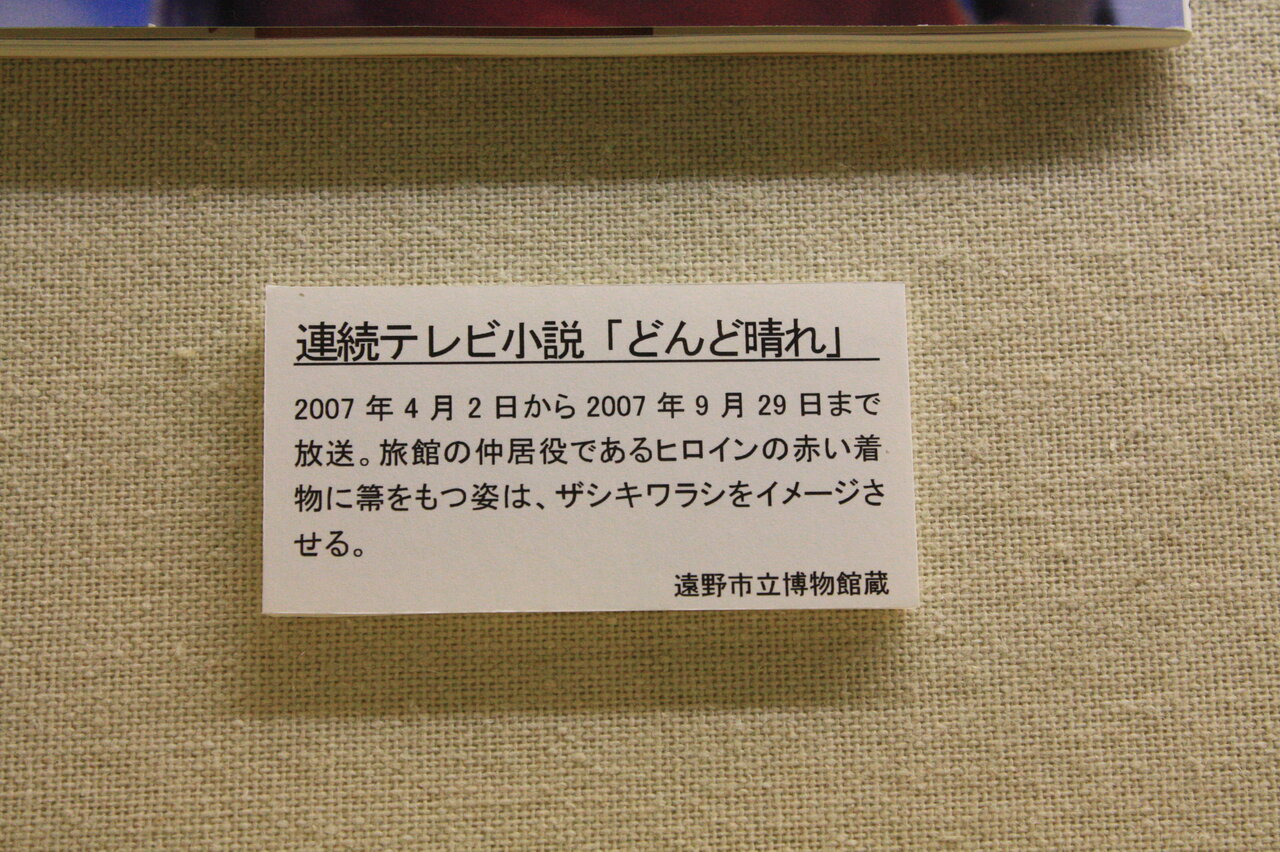 連続テレビ小説「どんど晴れ」
2007 年 4 月 2 日から 2007 年 9 月 29 日まで
放送。旅館の仲居役であるヒロインの赤い着
物に箒をもつ姿は、ザシキワラシをイメージさ
せる。
遠野市立博物館蔵